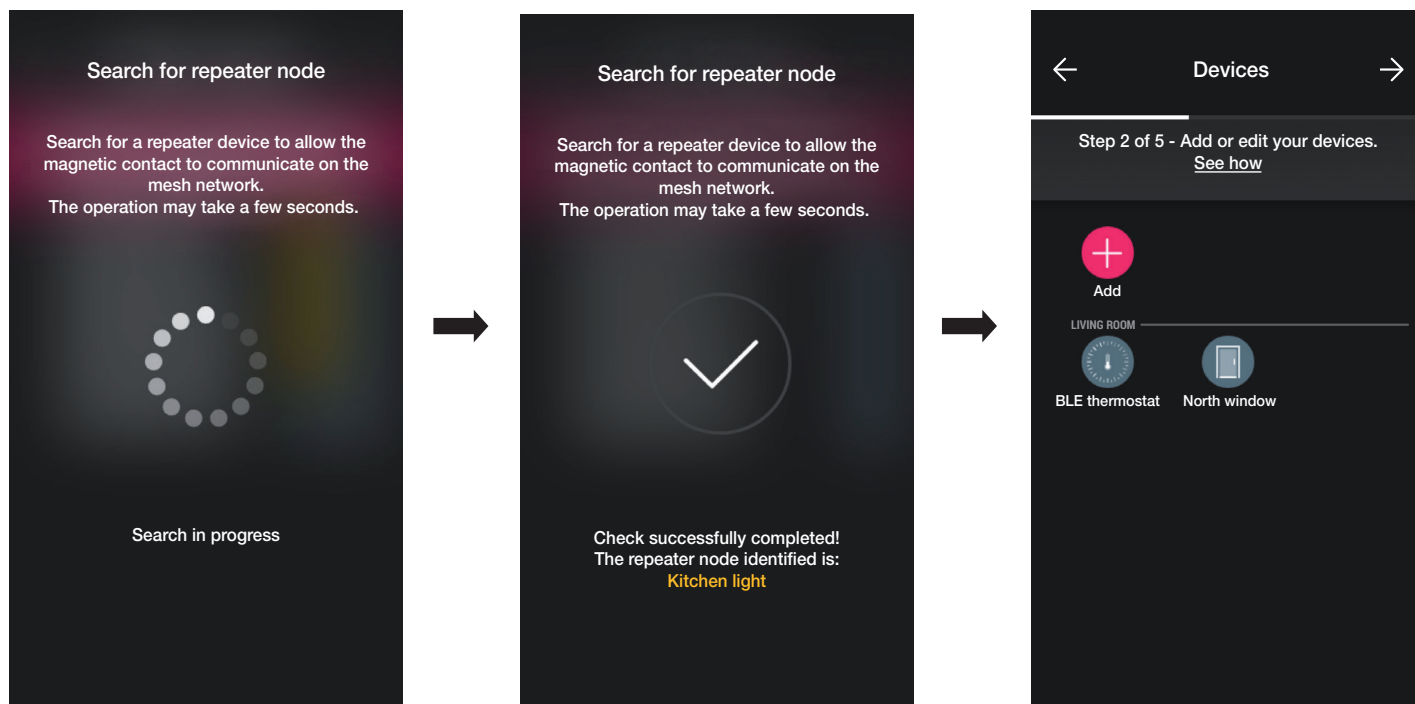 Search for repeater node
Search for a repeater device to allow the
magnetic contact to communicate on the
mesh network.
The operation may take a few seconds.
Search in progress
Search for repeater node
Search for a repeater device to allow the
magnetic contact to communicate on the
mesh network.
The operation may take a few seconds.
Check successfully completed!
The repeater node identified is:
Kitchen light
Devices
Step 2 of 5 - Add or edit your devices.
See how
Add
LIVING ROOM
BLE thermostat
North window